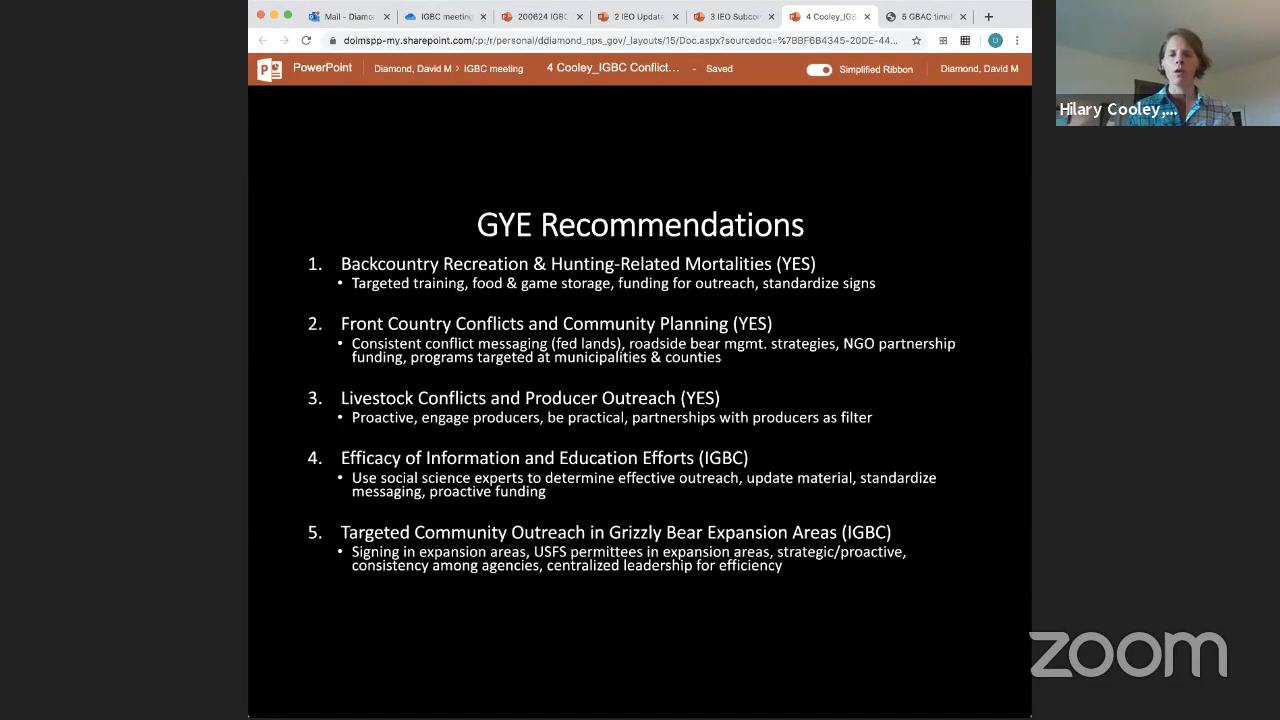 Mail - Diamon
IGBC meeting
200624 IGBC
2 IEO Update
3 IEO Subcom
4 Cooley_IGB
5 GBAC timel
doimspp-my.sharepoint.com/:p:/r/personal/ddiamond_nps_gov/_layouts/15/Doc.aspx?sourcedoc=%7BBF6B4345-20DE-44...
PowerPoint
Diamond, David M > IGBC meeting
4 Cooley_IGBC Conflict... - Saved
Simplified Ribbon
Diamond, David M
Hilary Cooley,...
GYE Recommendations
1. Backcountry Recreation & Hunting-Related Mortalities (YES)
• Targeted training, food & game storage, funding for outreach, standardize signs
2. Front Country Conflicts and Community Planning (YES)
• Consistent conflict messaging (fed lands), roadside bear mgmt. strategies, NGO partnership
funding, programs targeted at municipalities & counties
3. Livestock Conflicts and Producer Outreach (YES)
• Proactive, engage producers, be practical, partnerships with producers as filter
4. Efficacy of Information and Education Efforts (IGBC)
• Use social science experts to determine effective outreach, update material, standardize
messaging, proactive funding
5. Targeted Community Outreach in Grizzly Bear Expansion Areas (IGBC)
• Signing in expansion areas, USFS permittees in expansion areas, strategic/proactive,
consistency among agencies, centralized leadership for efficiency
zoom